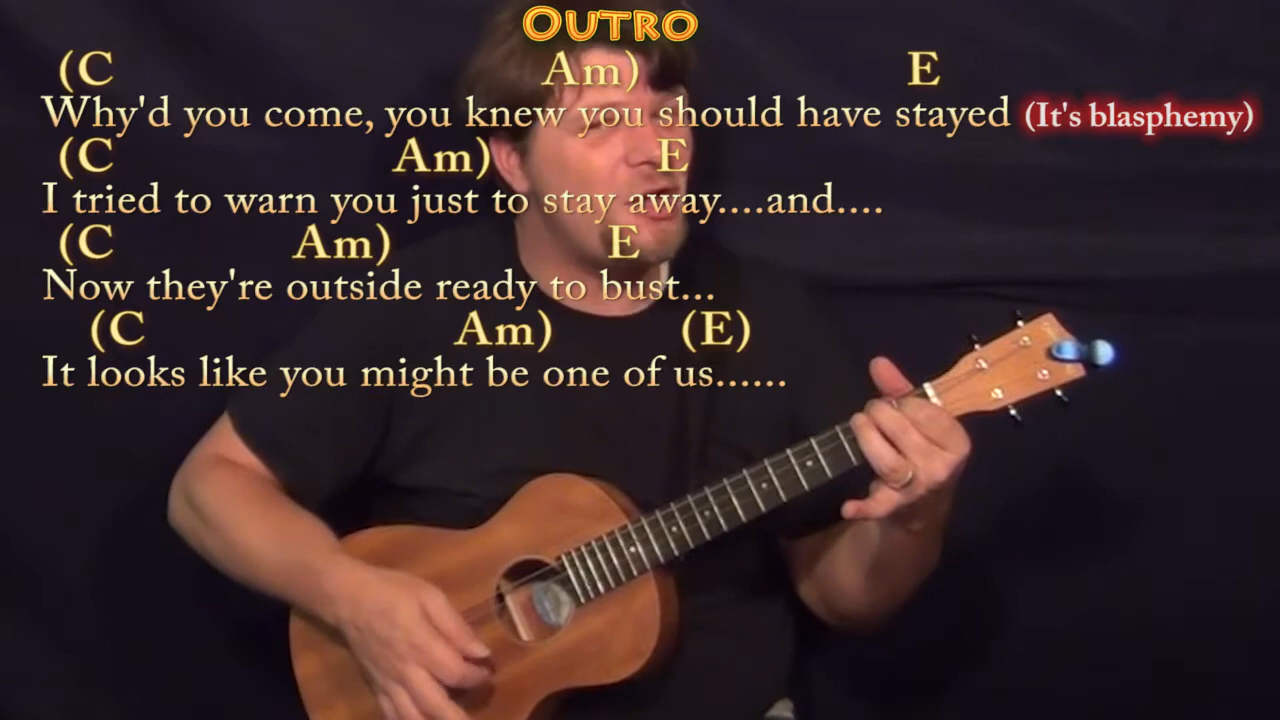 OUTRO
(C Am) E
Why'd you come, you knew you should have stayed (It's blasphemy)
(C Am) E
I tried to warn you just to stay away....and....
(C Am) E
Now they're outside ready to bust...
(C Am) (E)
It looks like you might be one of us......